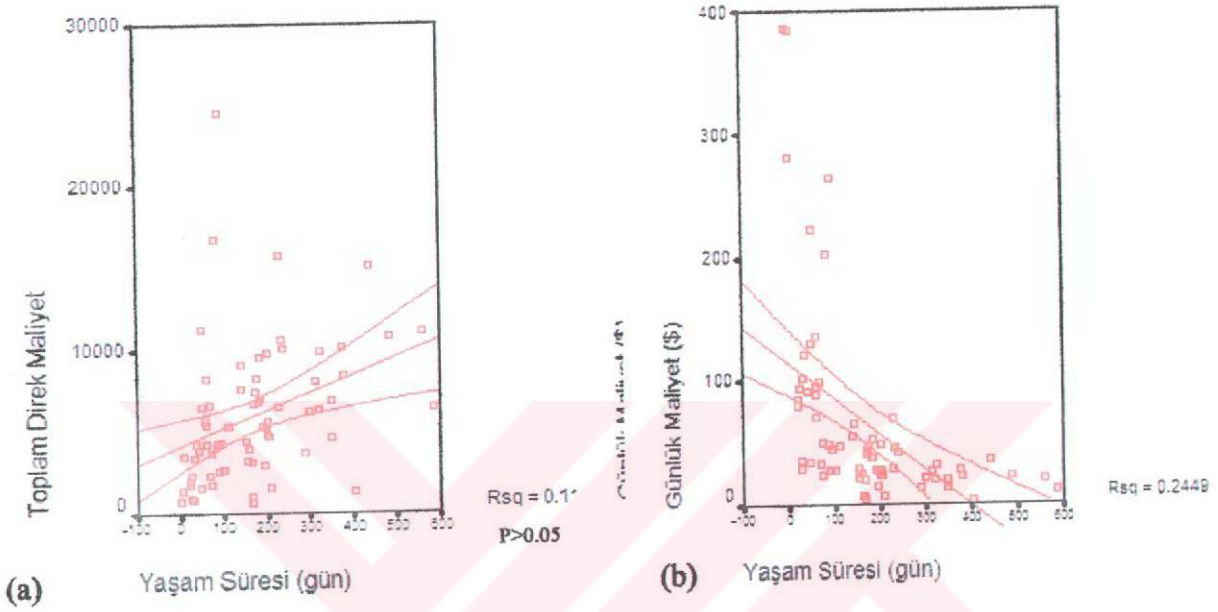 30000
20000
10000
0
Toplam Direk Maliyet
-100 0 100 200 300 400 500 600
Yaşam Süresi (gün)
(a)
Rsq = 0.11
P>0.05
400
300
200
100
0
Günlük Maliyet ($)
-100 0 100 200 300 400 500 600
Yaşam Süresi (gün)
(b)
Rsq = 0.2449